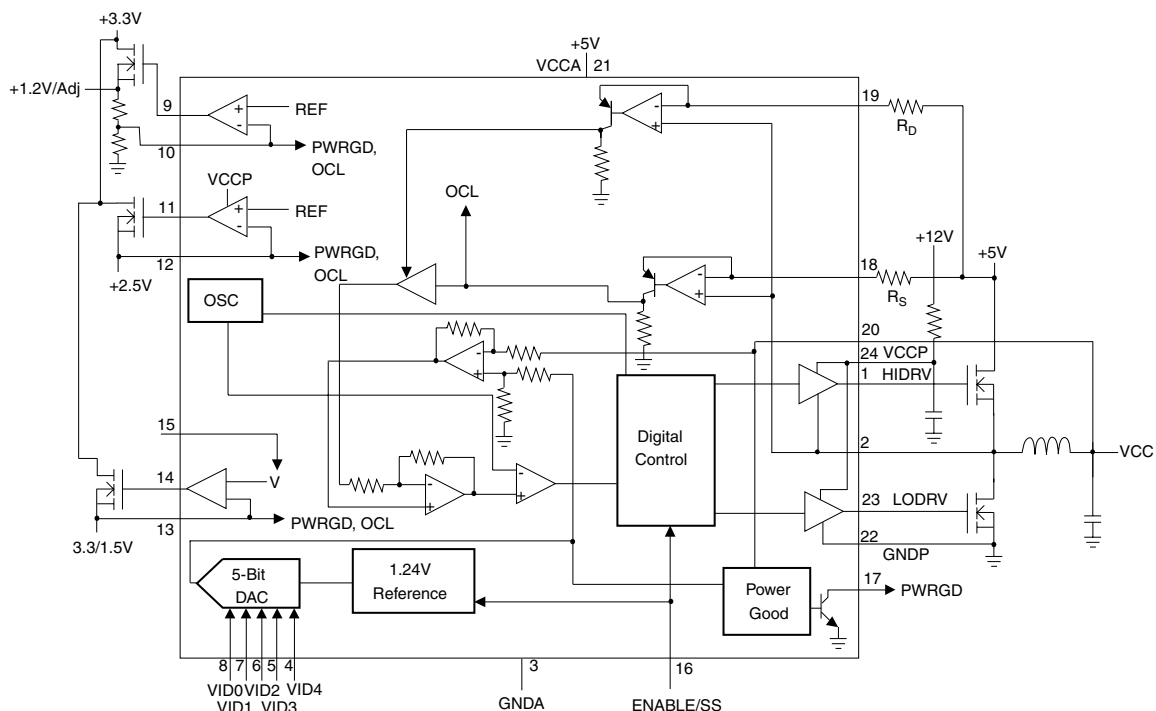 +3.3V
+5V
VCCA 21
+1.2V/Adj
9
REF
19
RD
10
PWRGD,
OCL
VCCP
OCL
11
REF
12
PWRGD,
OCL
+2.5V
+12V
+5V
18
RS
OSC
20
24 VCCP
1 HIDRV
15
Digital
Control
2
VCC
14
V
13
PWRGD, OCL
3.3/1.5V
23 LODRV
22
GNDP
5-Bit
DAC
1.24V
Reference
Power
Good
17
PWRGD
8 7 6 5 4
3
16
VID0 VID2 VID4
VID1 VID3
GNDA
ENABLE/SS
+
-
+
-
-
+
-
+
-
+
-
+
-
+